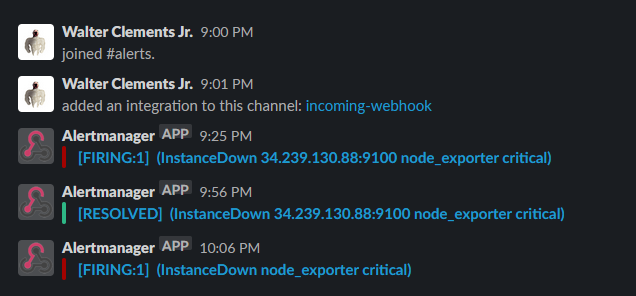 Walter Clements Jr. 9:00 PM
joined #alerts.
Walter Clements Jr. 9:01 PM
added an integration to this channel: incoming-webhook
Alertmanager APP 9:25 PM
[FIRING:1] (InstanceDown 34.239.130.88:9100 node_exporter critical)
Alertmanager APP 9:56 PM
[RESOLVED] (InstanceDown 34.239.130.88:9100 node_exporter critical)
Alertmanager APP 10:06 PM
[FIRING:1] (InstanceDown node_exporter critical)